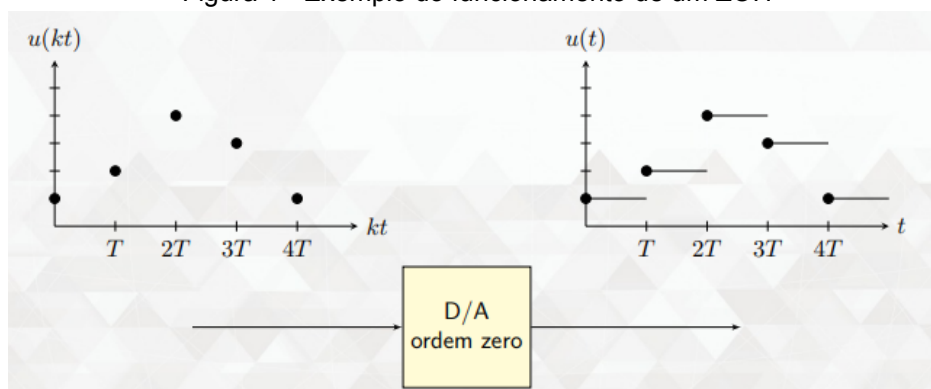 u(kt)
u(t)
T 2T 3T 4T kt
T 2T 3T 4T t
D/A
ordem zero